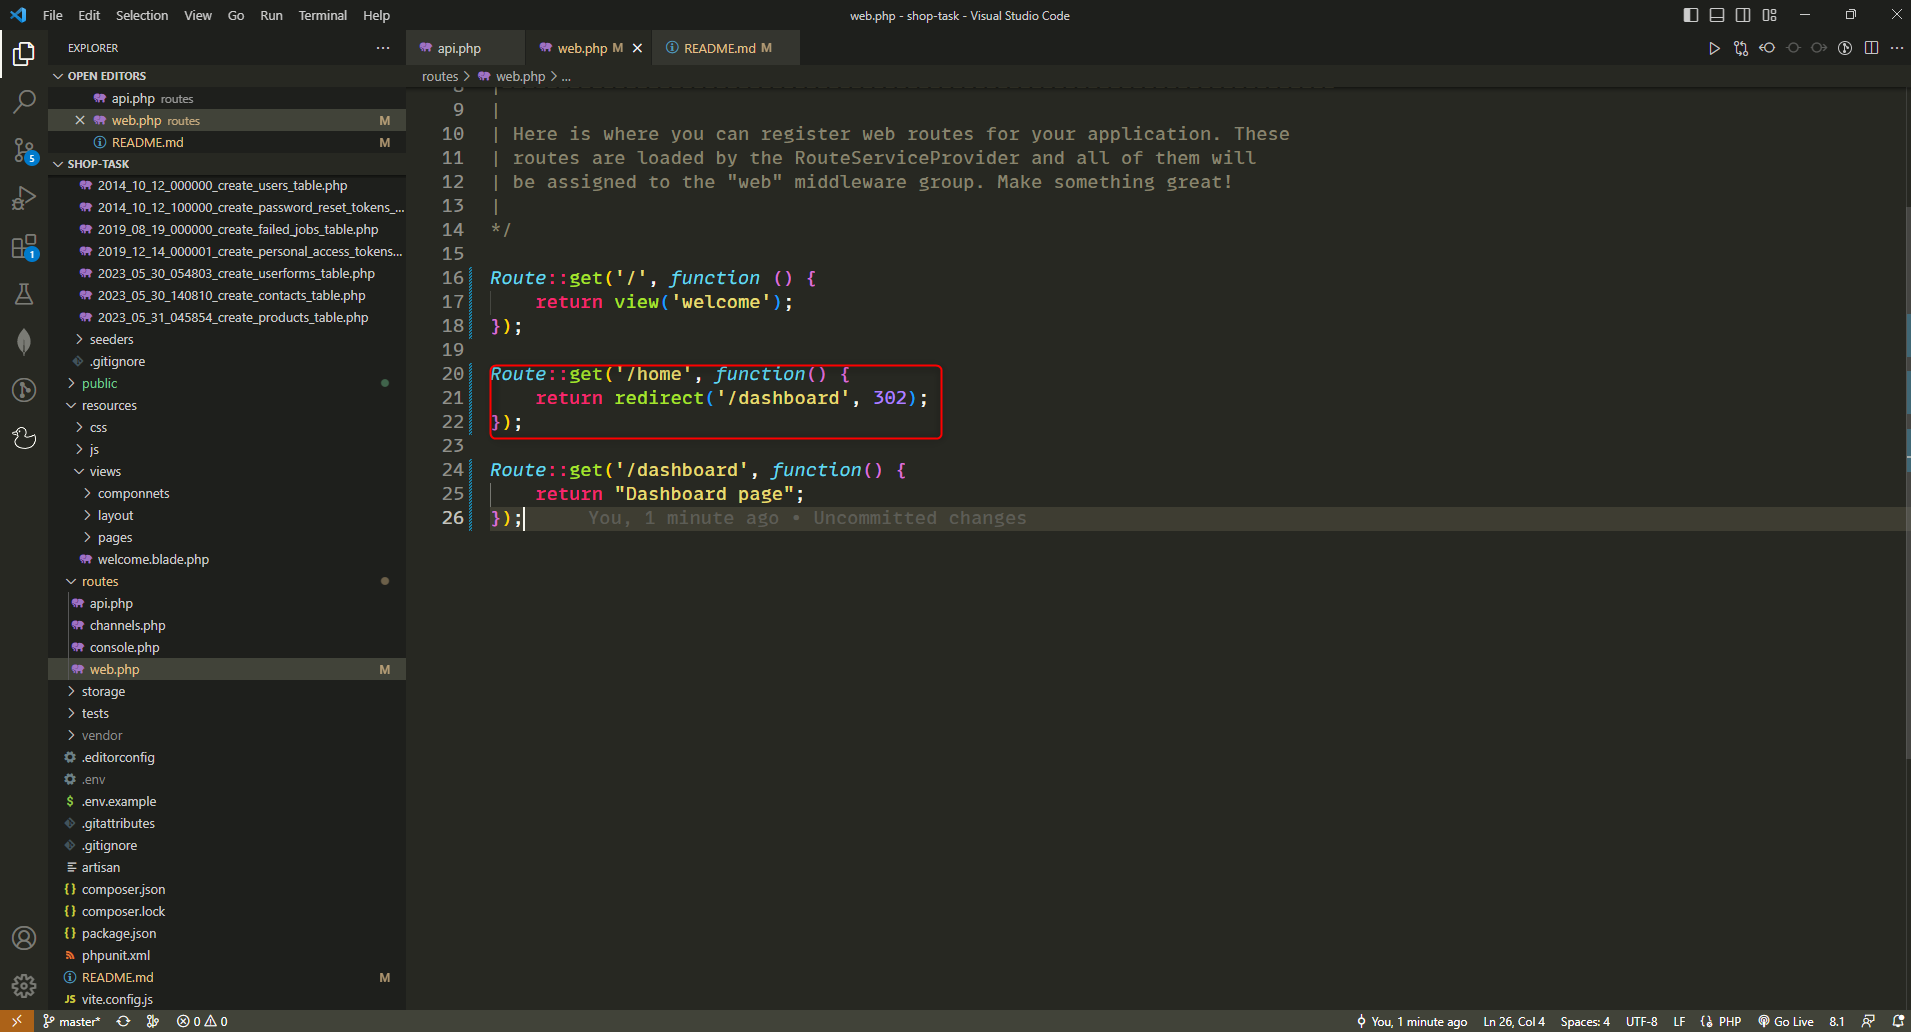 File Edit Selection View Go Run Terminal Help
web.php - shop-task - Visual Studio Code
EXPLORER
OPEN EDITORS
api.php routes
web.php routes M
README.md M
SHOP-TASK
2014_10_12_000000_create_users_table.php
2014_10_12_100000_create_password_reset_tokens_...
2019_08_19_000000_create_failed_jobs_table.php
2019_12_14_000001_create_personal_access_tokens...
2023_05_30_054803_create_userforms_table.php
2023_05_30_140810_create_contacts_table.php
2023_05_31_045854_create_products_table.php
seeders
.gitignore
public
resources
css
js
views
componnets
layout
pages
welcome.blade.php
routes
api.php
channels.php
console.php
web.php M
storage
tests
vendor
.editorconfig
.env
$ .env.example
.gitattributes
.gitignore
artisan
{} composer.json
{} composer.lock
{} package.json
phpunit.xml
README.md M
JS vite.config.js
5
1
api.php
web.php M
README.md M
routes > web.php > ...
9 |
10 | Here is where you can register web routes for your application. These
11 | routes are loaded by the RouteServiceProvider and all of them will
12 | be assigned to the "web" middleware group. Make something great!
13 |
14 */
15
16 Route::get('/', function () {
17 return view('welcome');
18 });
19
20 Route::get('/home', function() {
21 return redirect('/dashboard', 302);
22 });
23
24 Route::get('/dashboard', function() {
25 return "Dashboard page";
26 }); You, 1 minute ago • Uncommitted changes
master* 0 0
You, 1 minute ago Ln 26, Col 4 Spaces: 4 UTF-8 LF PHP Go Live 8.1